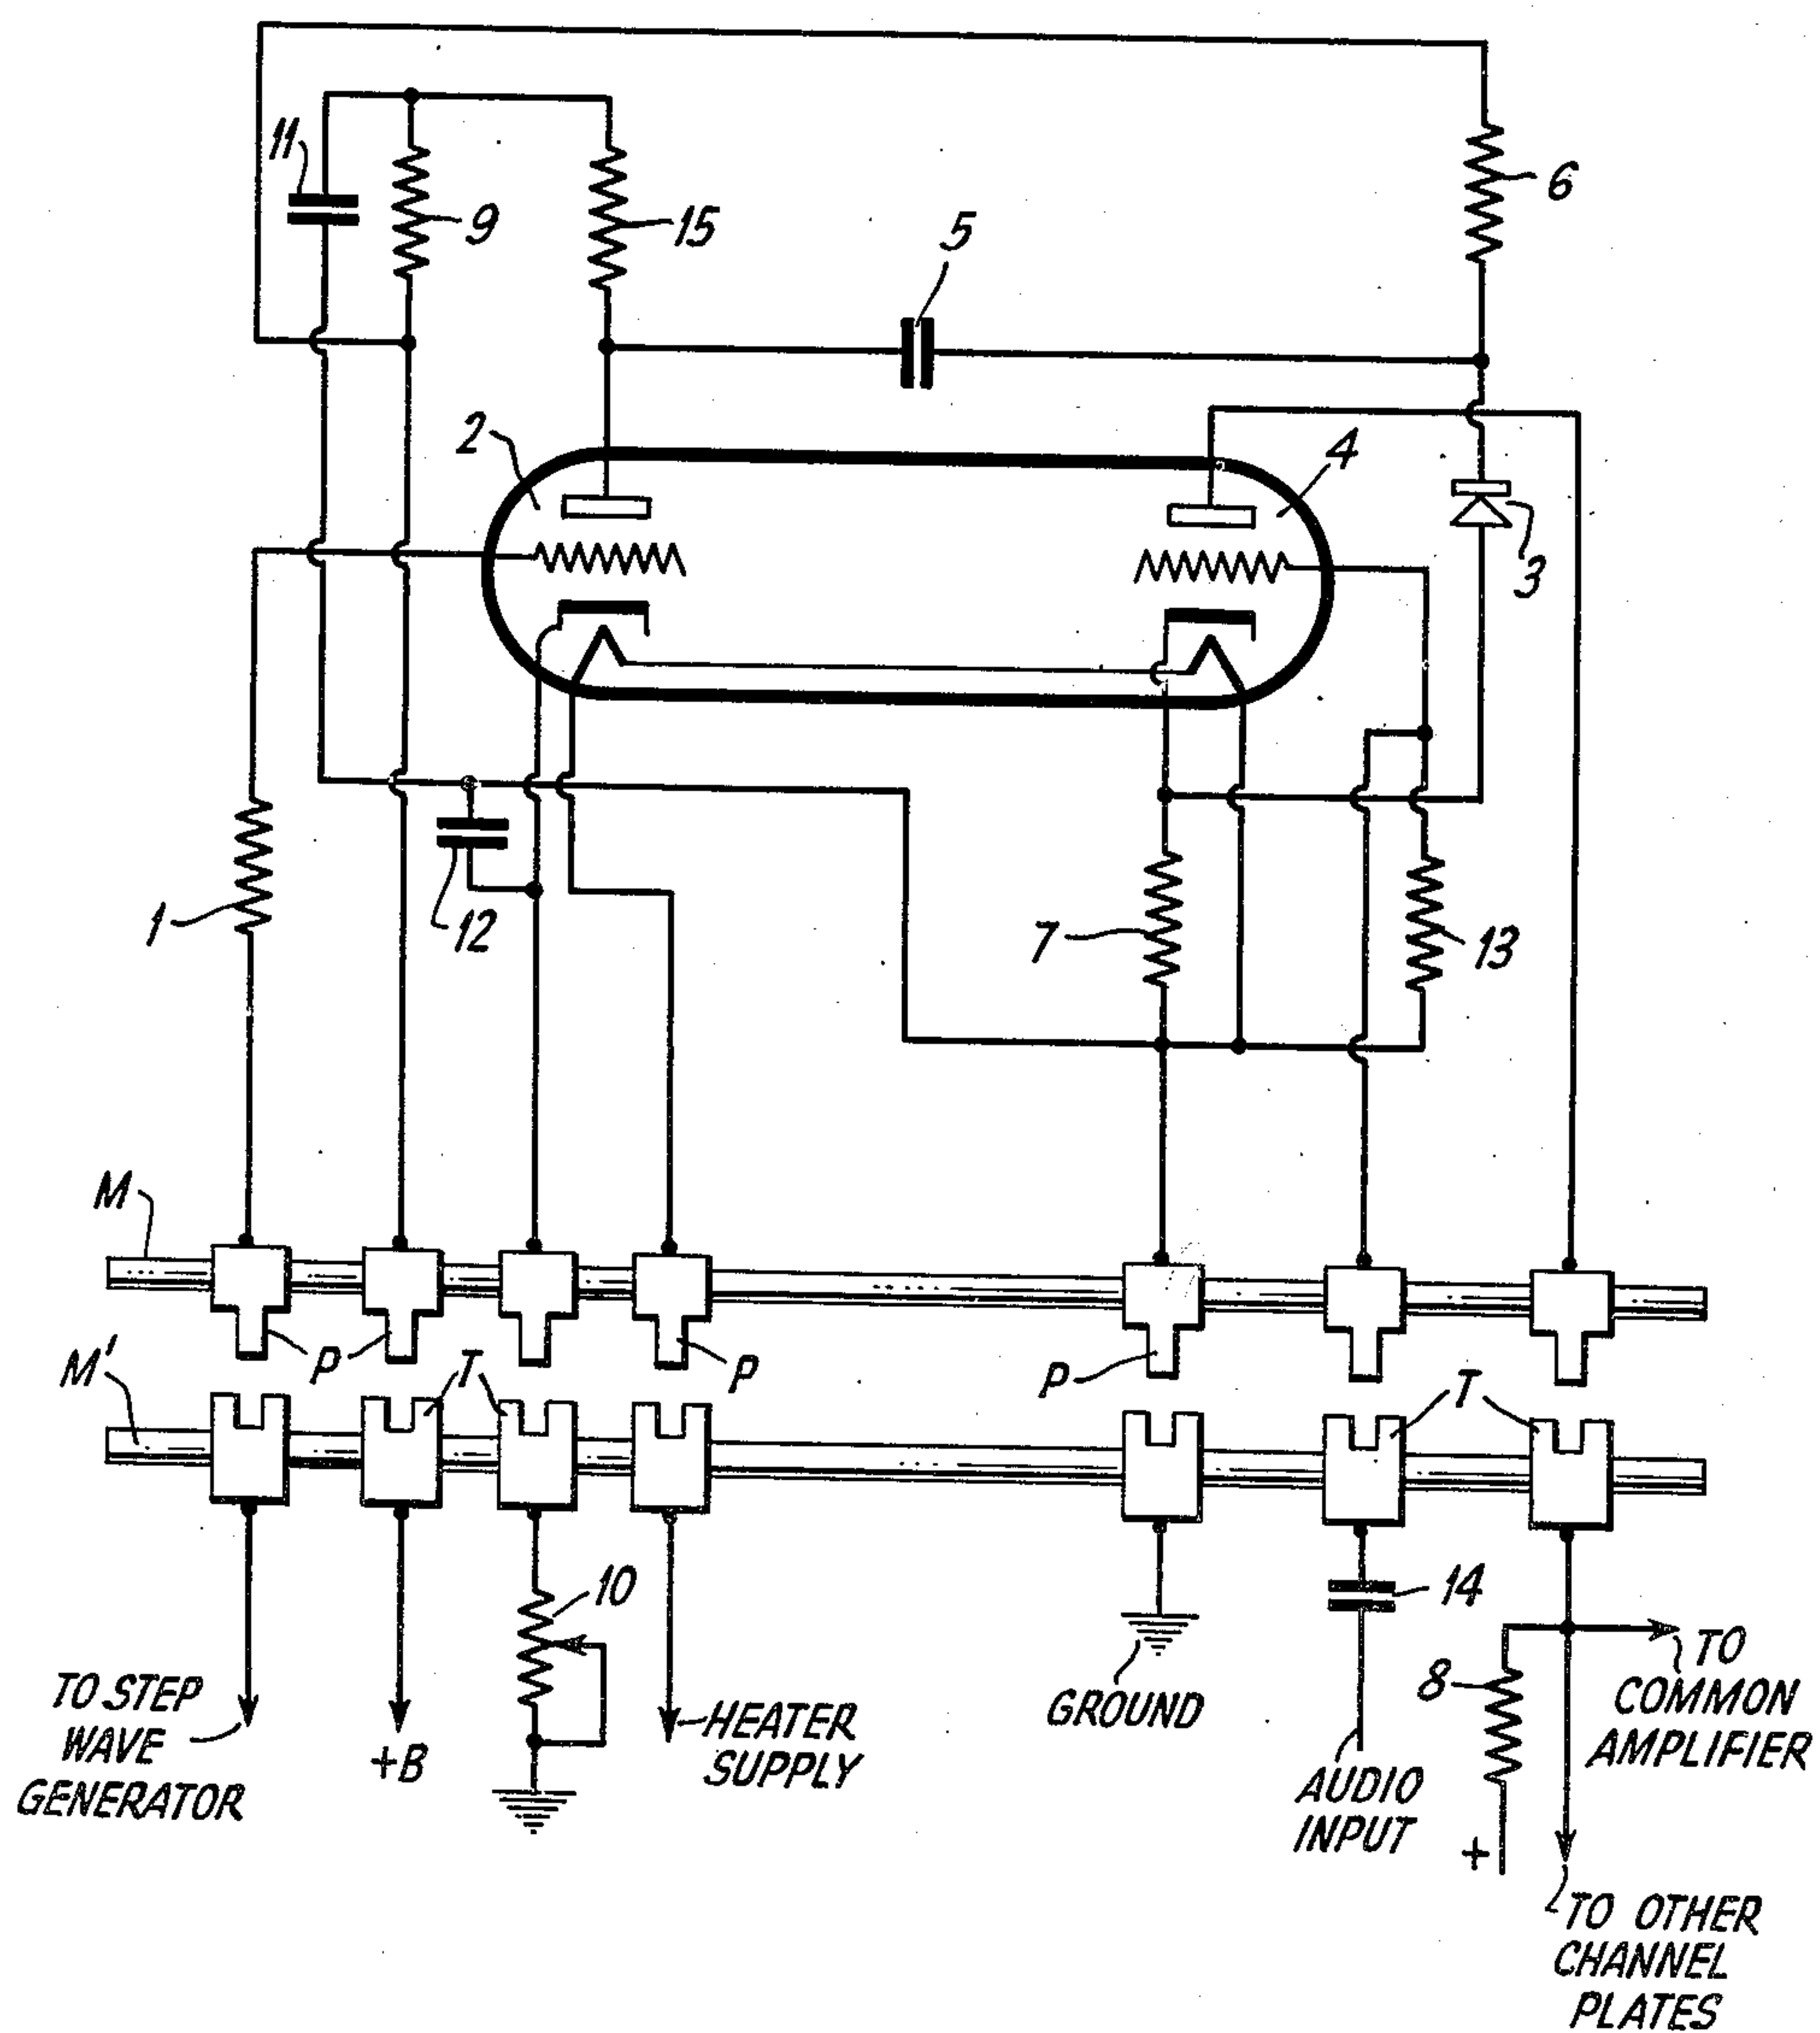 11
9
15
5
6
2
4
3
1
12
7
13
M
P
P
P
M'
T
T
10
14
8
TO STEP
WAVE
GENERATOR
+B
HEATER
SUPPLY
GROUND
AUDIO
INPUT
+
TO
COMMON
AMPLIFIER
TO OTHER
CHANNEL
PLATES